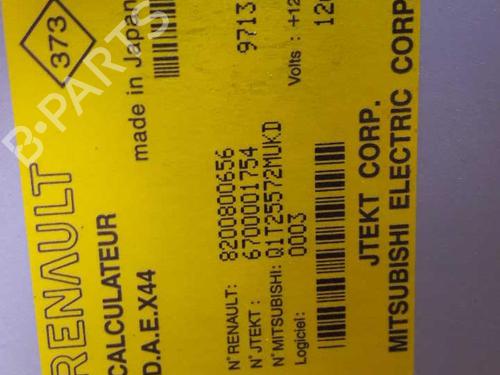 RENAULT
373
CALCULATEUR
made in Japan
D.A.E.X44
N°RENAULT: 8200800656 9713
N°JTEKT : 67000001754
N°MITSUBISHI: Q1T25572MUKD Volts : +12
Logiciel: 0003
JTEKT CORP.
MITSUBISHI ELECTRIC CORP
B-PARTS